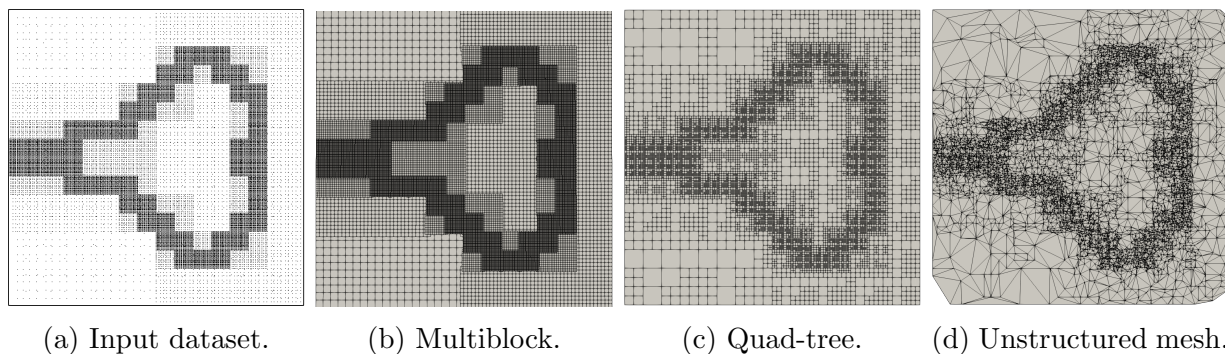 (a) Input dataset.
(b) Multiblock.
(c) Quad-tree.
(d) Unstructured mesh.